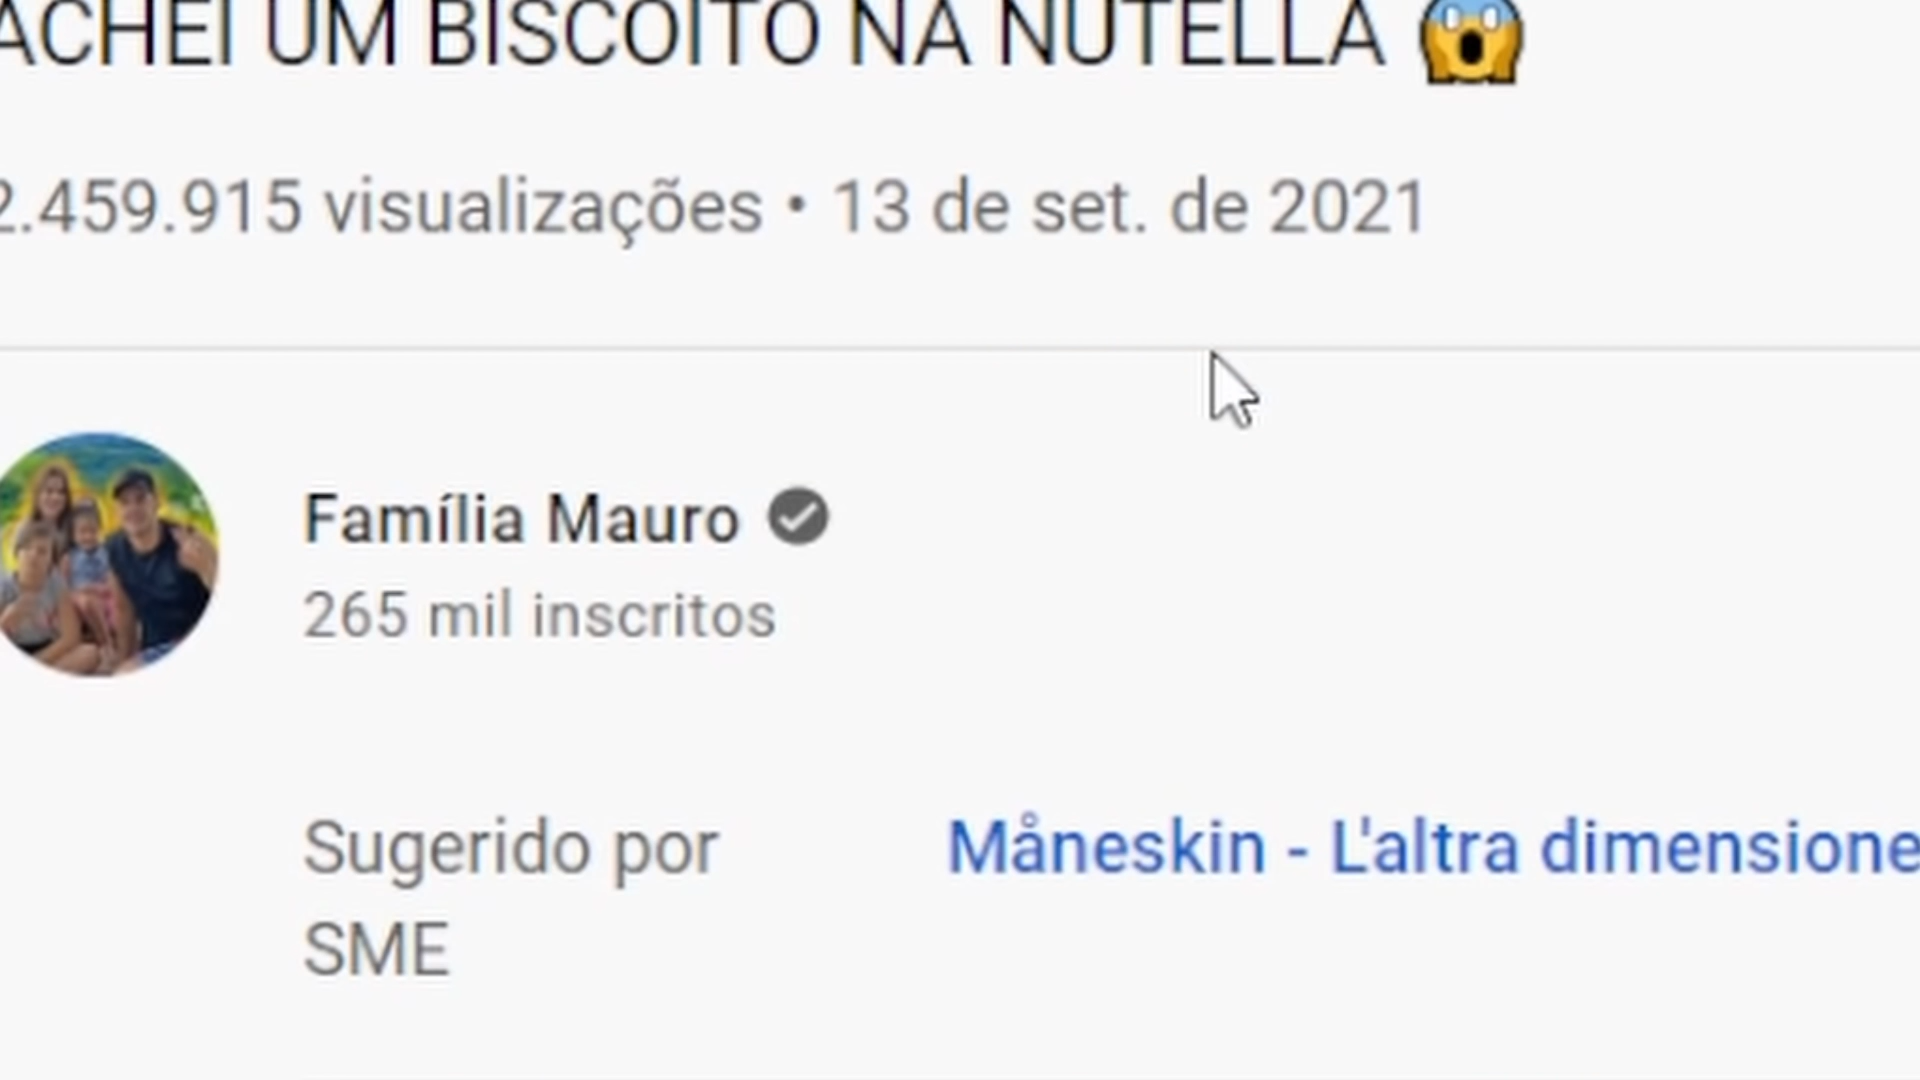 ACHEI UM BISCOITO NA NUTELLA 😱
2.459.915 visualizações • 13 de set. de 2021
Família Mauro
265 mil inscritos
Sugerido por
SME
Måneskin - L'altra dimensione